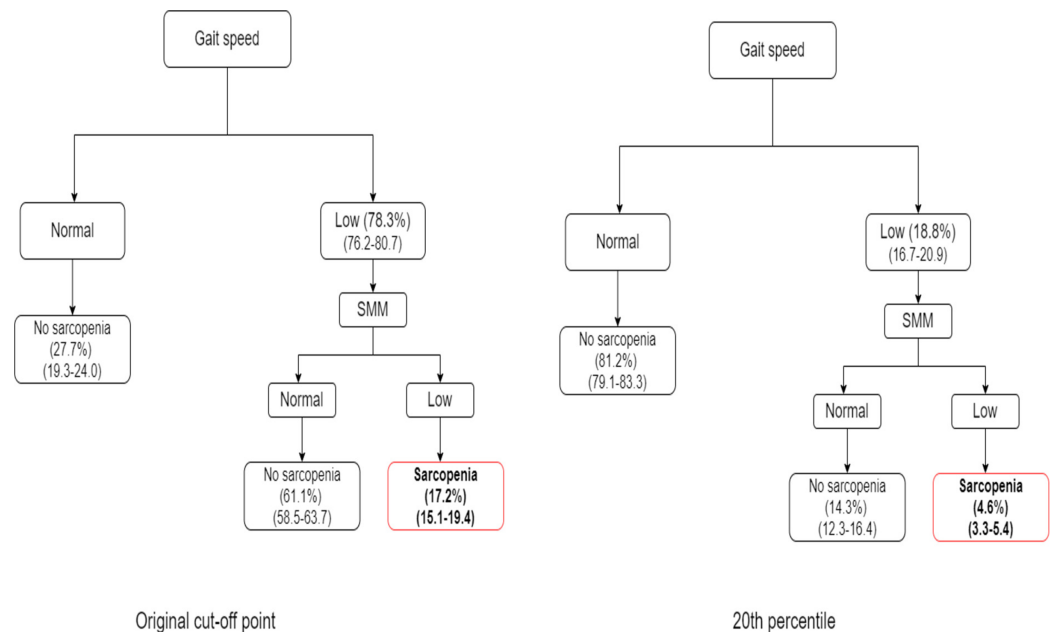 Gait speed
Normal
Low (78.3%)
(76.2-80.7)
SMM
No sarcopenia
(27.7%)
(19.3-24.0)
Normal
Low
No sarcopenia
(61.1%)
(58.5-63.7)
Sarcopenia
(17.2%)
(15.1-19.4)
Original cut-off point
Gait speed
Normal
Low (18.8%)
(16.7-20.9)
SMM
No sarcopenia
(81.2%)
(79.1-83.3)
Normal
Low
No sarcopenia
(14.3%)
(12.3-16.4)
Sarcopenia
(4.6%)
(3.3-5.4)
20th percentile